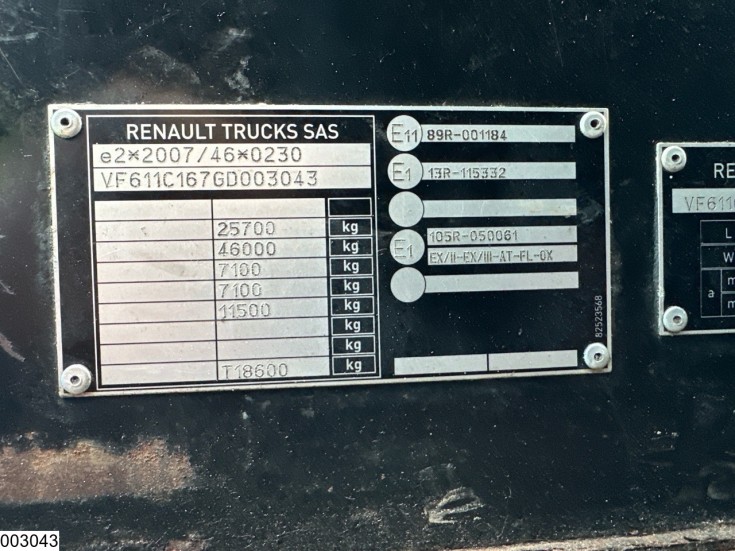 RENAULT TRUCKS SAS
e2*2007/46*0230
VF611C167GD003043
25700 kg
46000 kg
7100 kg
7100 kg
11500 kg
kg
kg
T18600 kg
E11 89R-001184
E1 13R-115332
E1 105R-050061
EX/II-EX/III-AT-FL-OX
82523568
RE
VF611
L
W
a
m
m
003043